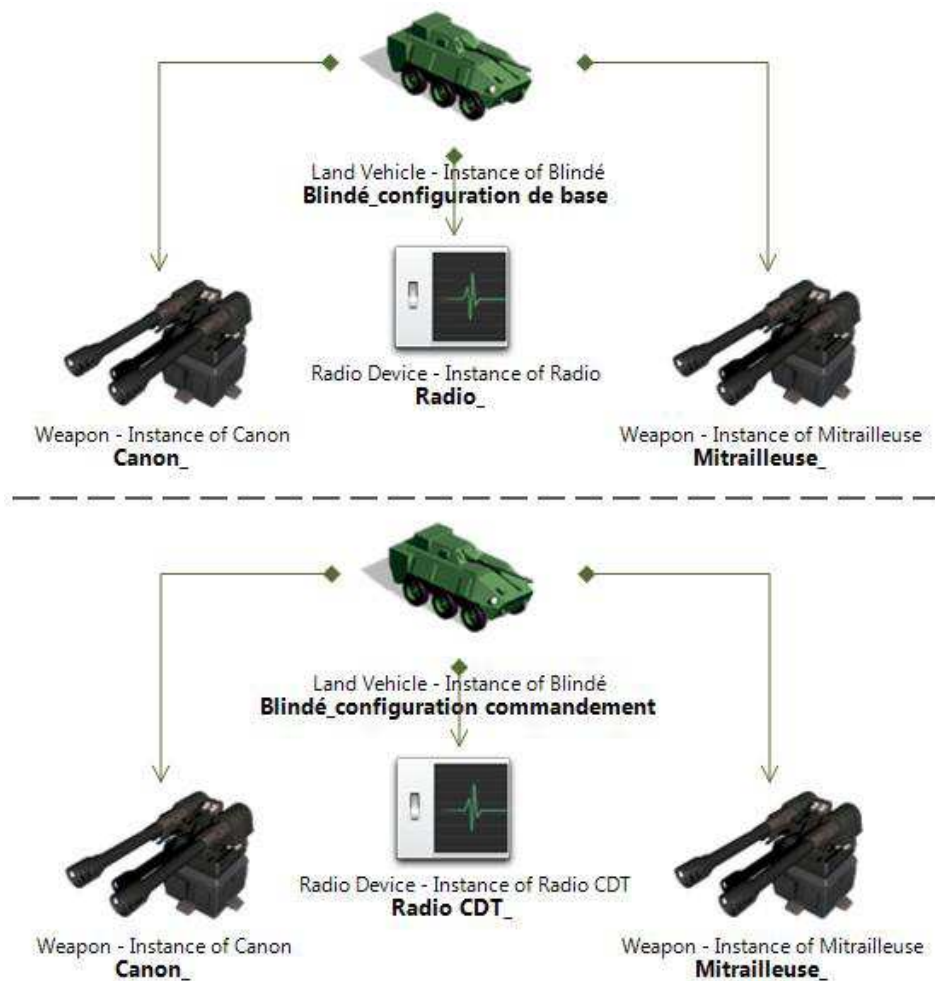 Land Vehicle - Instance of Blindé
Blindé_configuration de base
Radio Device - Instance of Radio
Radio_
Weapon - Instance of Canon
Canon_
Weapon - Instance of Mitrailleuse
Mitrailleuse_
Land Vehicle - Instance of Blindé
Blindé_configuration commandement
Radio Device - Instance of Radio CDT
Radio CDT_
Weapon - Instance of Canon
Canon_
Weapon - Instance of Mitrailleuse
Mitrailleuse_